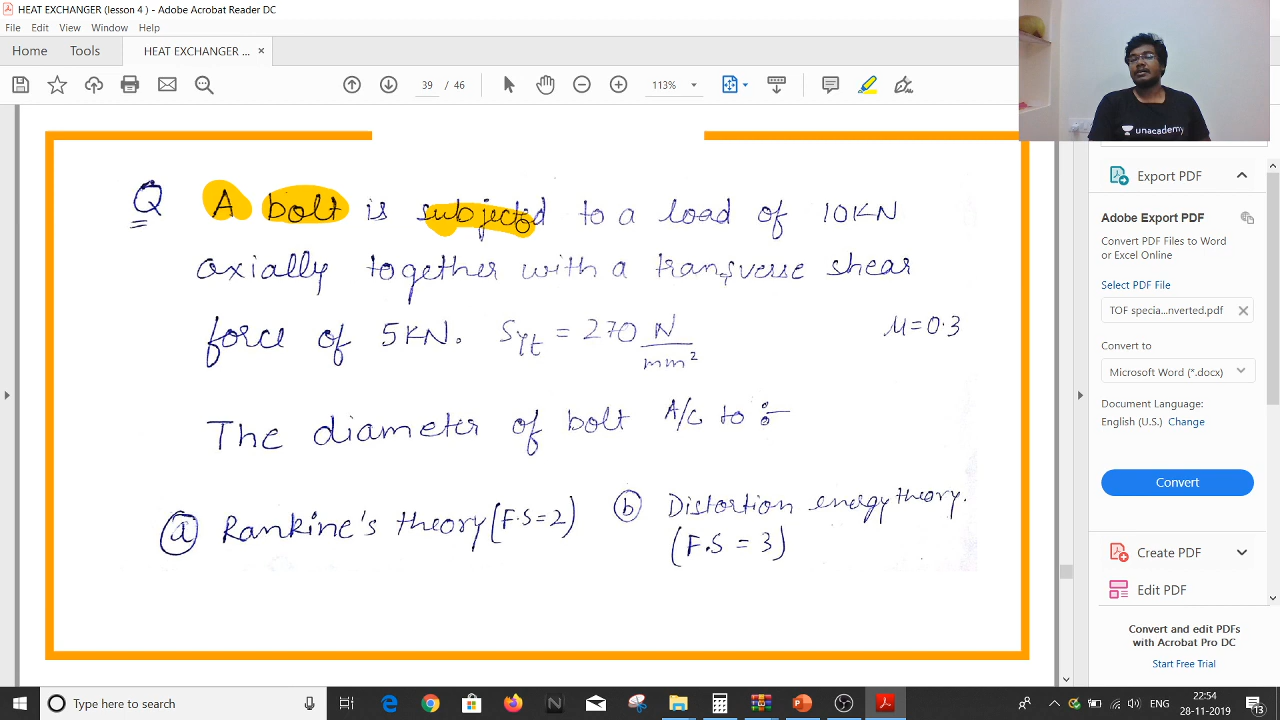 HEAT EXCHANGER (lesson 4 ) - Adobe Acrobat Reader DC
File Edit View Window Help
Home Tools HEAT EXCHANGER ... ×
39 / 46 113%
unacademy
Q A bolt is subjected to a load of 10KN
axially together with a transverse shear
force of 5KN. Syt = 270 N/mm² μ=0.3
The diameter of bolt A/C to :-
(a) Rankine's theory (F.S=2) (b) Distortion energy theory.
(F.S = 3)
Export PDF
Adobe Export PDF
Convert PDF Files to Word
or Excel Online
Select PDF File
TOF specia...nverted.pdf
Convert to
Microsoft Word (*.docx)
Document Language:
English (U.S.) Change
Convert
Create PDF
Edit PDF
Convert and edit PDFs
with Acrobat Pro DC
Start Free Trial
Type here to search
ENG 22:54
28-11-2019 13